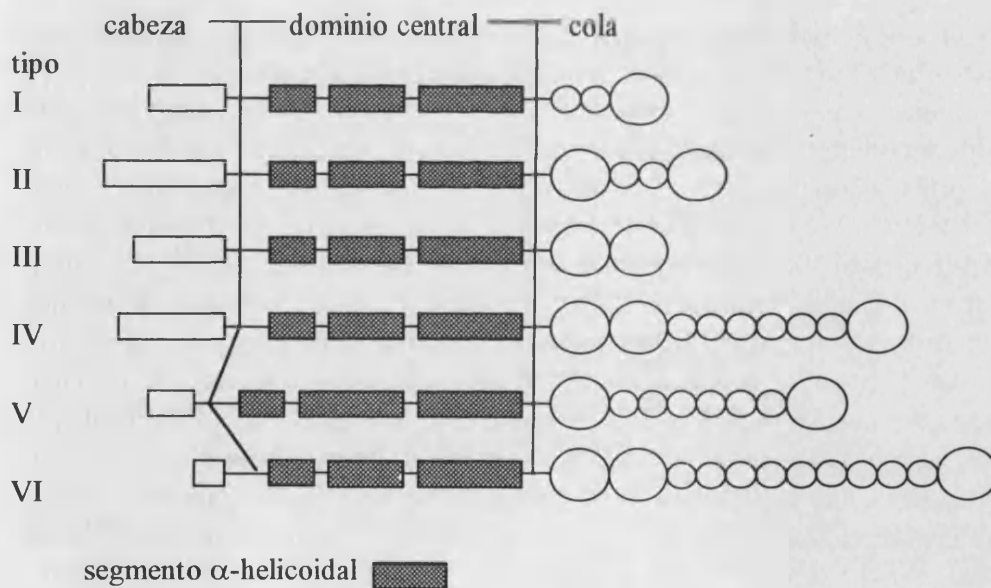 cabeza dominio central cola
tipo
I
II
III
IV
V
VI
segmento α-helicoidal